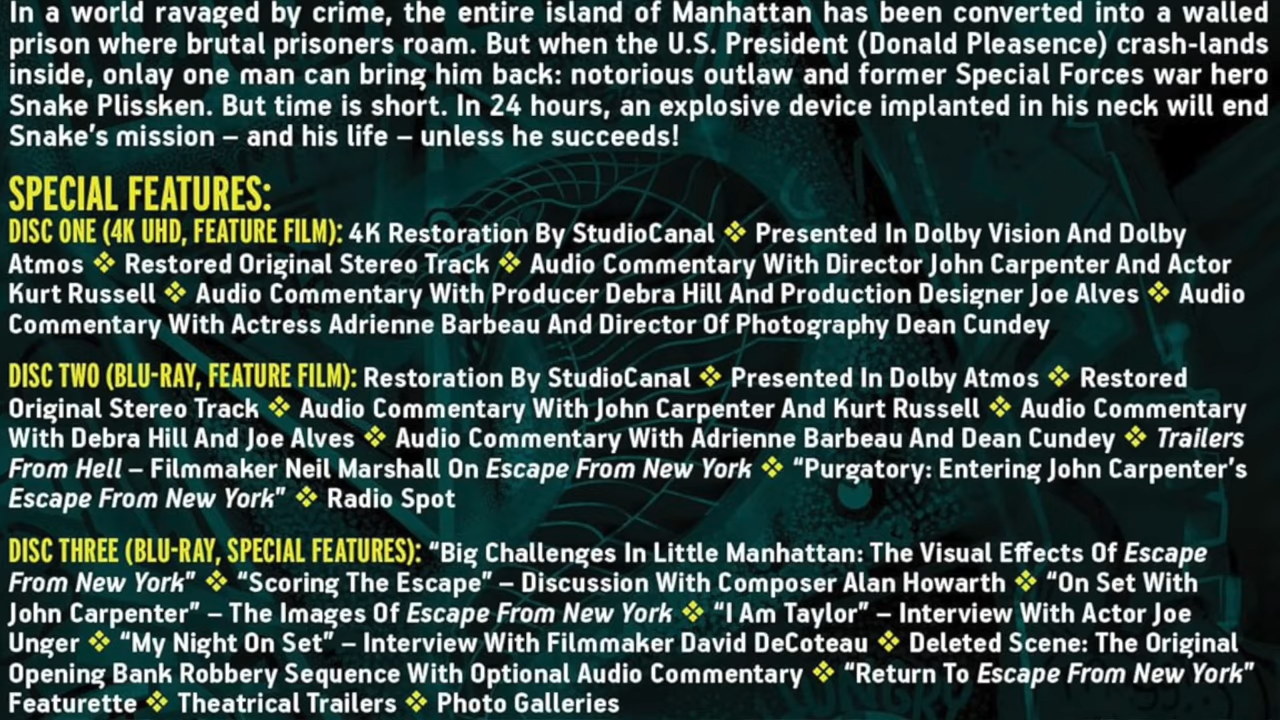 In a world ravaged by crime, the entire island of Manhattan has been converted into a walled
prison where brutal prisoners roam. But when the U.S. President (Donald Pleasence) crash-lands
inside, onlay one man can bring him back: notorious outlaw and former Special Forces war hero
Snake Plissken. But time is short. In 24 hours, an explosive device implanted in his neck will end
Snake's mission – and his life – unless he succeeds!
SPECIAL FEATURES:
DISC ONE (4K UHD, FEATURE FILM): 4K Restoration By StudioCanal ❖ Presented In Dolby Vision And Dolby
Atmos ❖ Restored Original Stereo Track ❖ Audio Commentary With Director John Carpenter And Actor
Kurt Russell ❖ Audio Commentary With Producer Debra Hill And Production Designer Joe Alves ❖ Audio
Commentary With Actress Adrienne Barbeau And Director Of Photography Dean Cundey
DISC TWO (BLU-RAY, FEATURE FILM): Restoration By StudioCanal ❖ Presented In Dolby Atmos ❖ Restored
Original Stereo Track ❖ Audio Commentary With John Carpenter And Kurt Russell ❖ Audio Commentary
With Debra Hill And Joe Alves ❖ Audio Commentary With Adrienne Barbeau And Dean Cundey ❖ Trailers
From Hell – Filmmaker Neil Marshall On Escape From New York ❖ “Purgatory: Entering John Carpenter's
Escape From New York” ❖ Radio Spot
DISC THREE (BLU-RAY, SPECIAL FEATURES): “Big Challenges In Little Manhattan: The Visual Effects Of Escape
From New York” ❖ “Scoring The Escape” – Discussion With Composer Alan Howarth ❖ “On Set With
John Carpenter” – The Images Of Escape From New York ❖ “I Am Taylor” – Interview With Actor Joe
Unger ❖ “My Night On Set” – Interview With Filmmaker David DeCoteau ❖ Deleted Scene: The Original
Opening Bank Robbery Sequence With Optional Audio Commentary ❖ “Return To Escape From New York”
Featurette ❖ Theatrical Trailers ❖ Photo Galleries